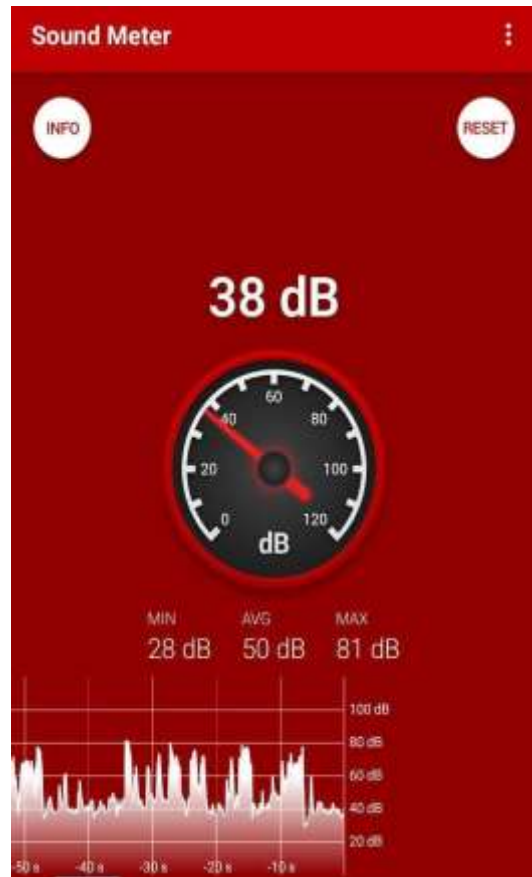 Sound Meter
INFO
RESET
38 dB
60
40
80
20
100
0
120
dB
MIN AVG MAX
28 dB 50 dB 81 dB
100 dB
80 dB
60 dB
40 dB
20 dB
-50 s -40 s -30 s -20 s -10 s